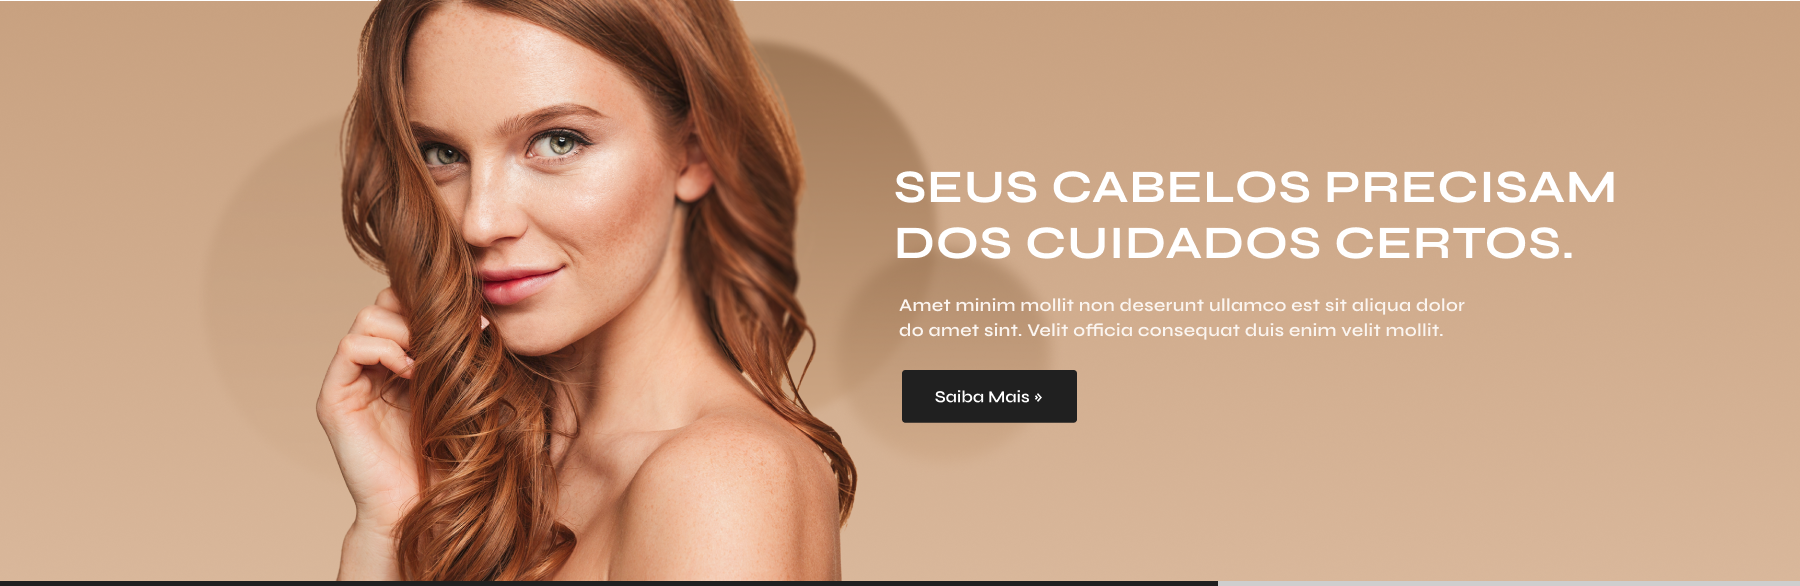 SEUS CABELOS PRECISAM
DOS CUIDADOS CERTOS.
Amet minim mollit non deserunt ullamco est sit aliqua dolor
do amet sint. Velit officia consequat duis enim velit mollit.
Saiba Mais »